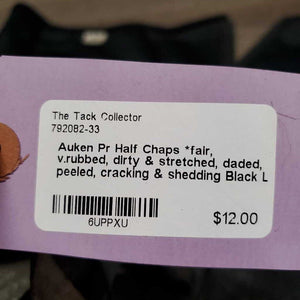 The Tack Collector
792082-33
Auken Pr Half Chaps *fair,
v.rubbed, dirty & stretched, daded,
peeled, cracking & shedding Black L
6UPPXU
$12.00